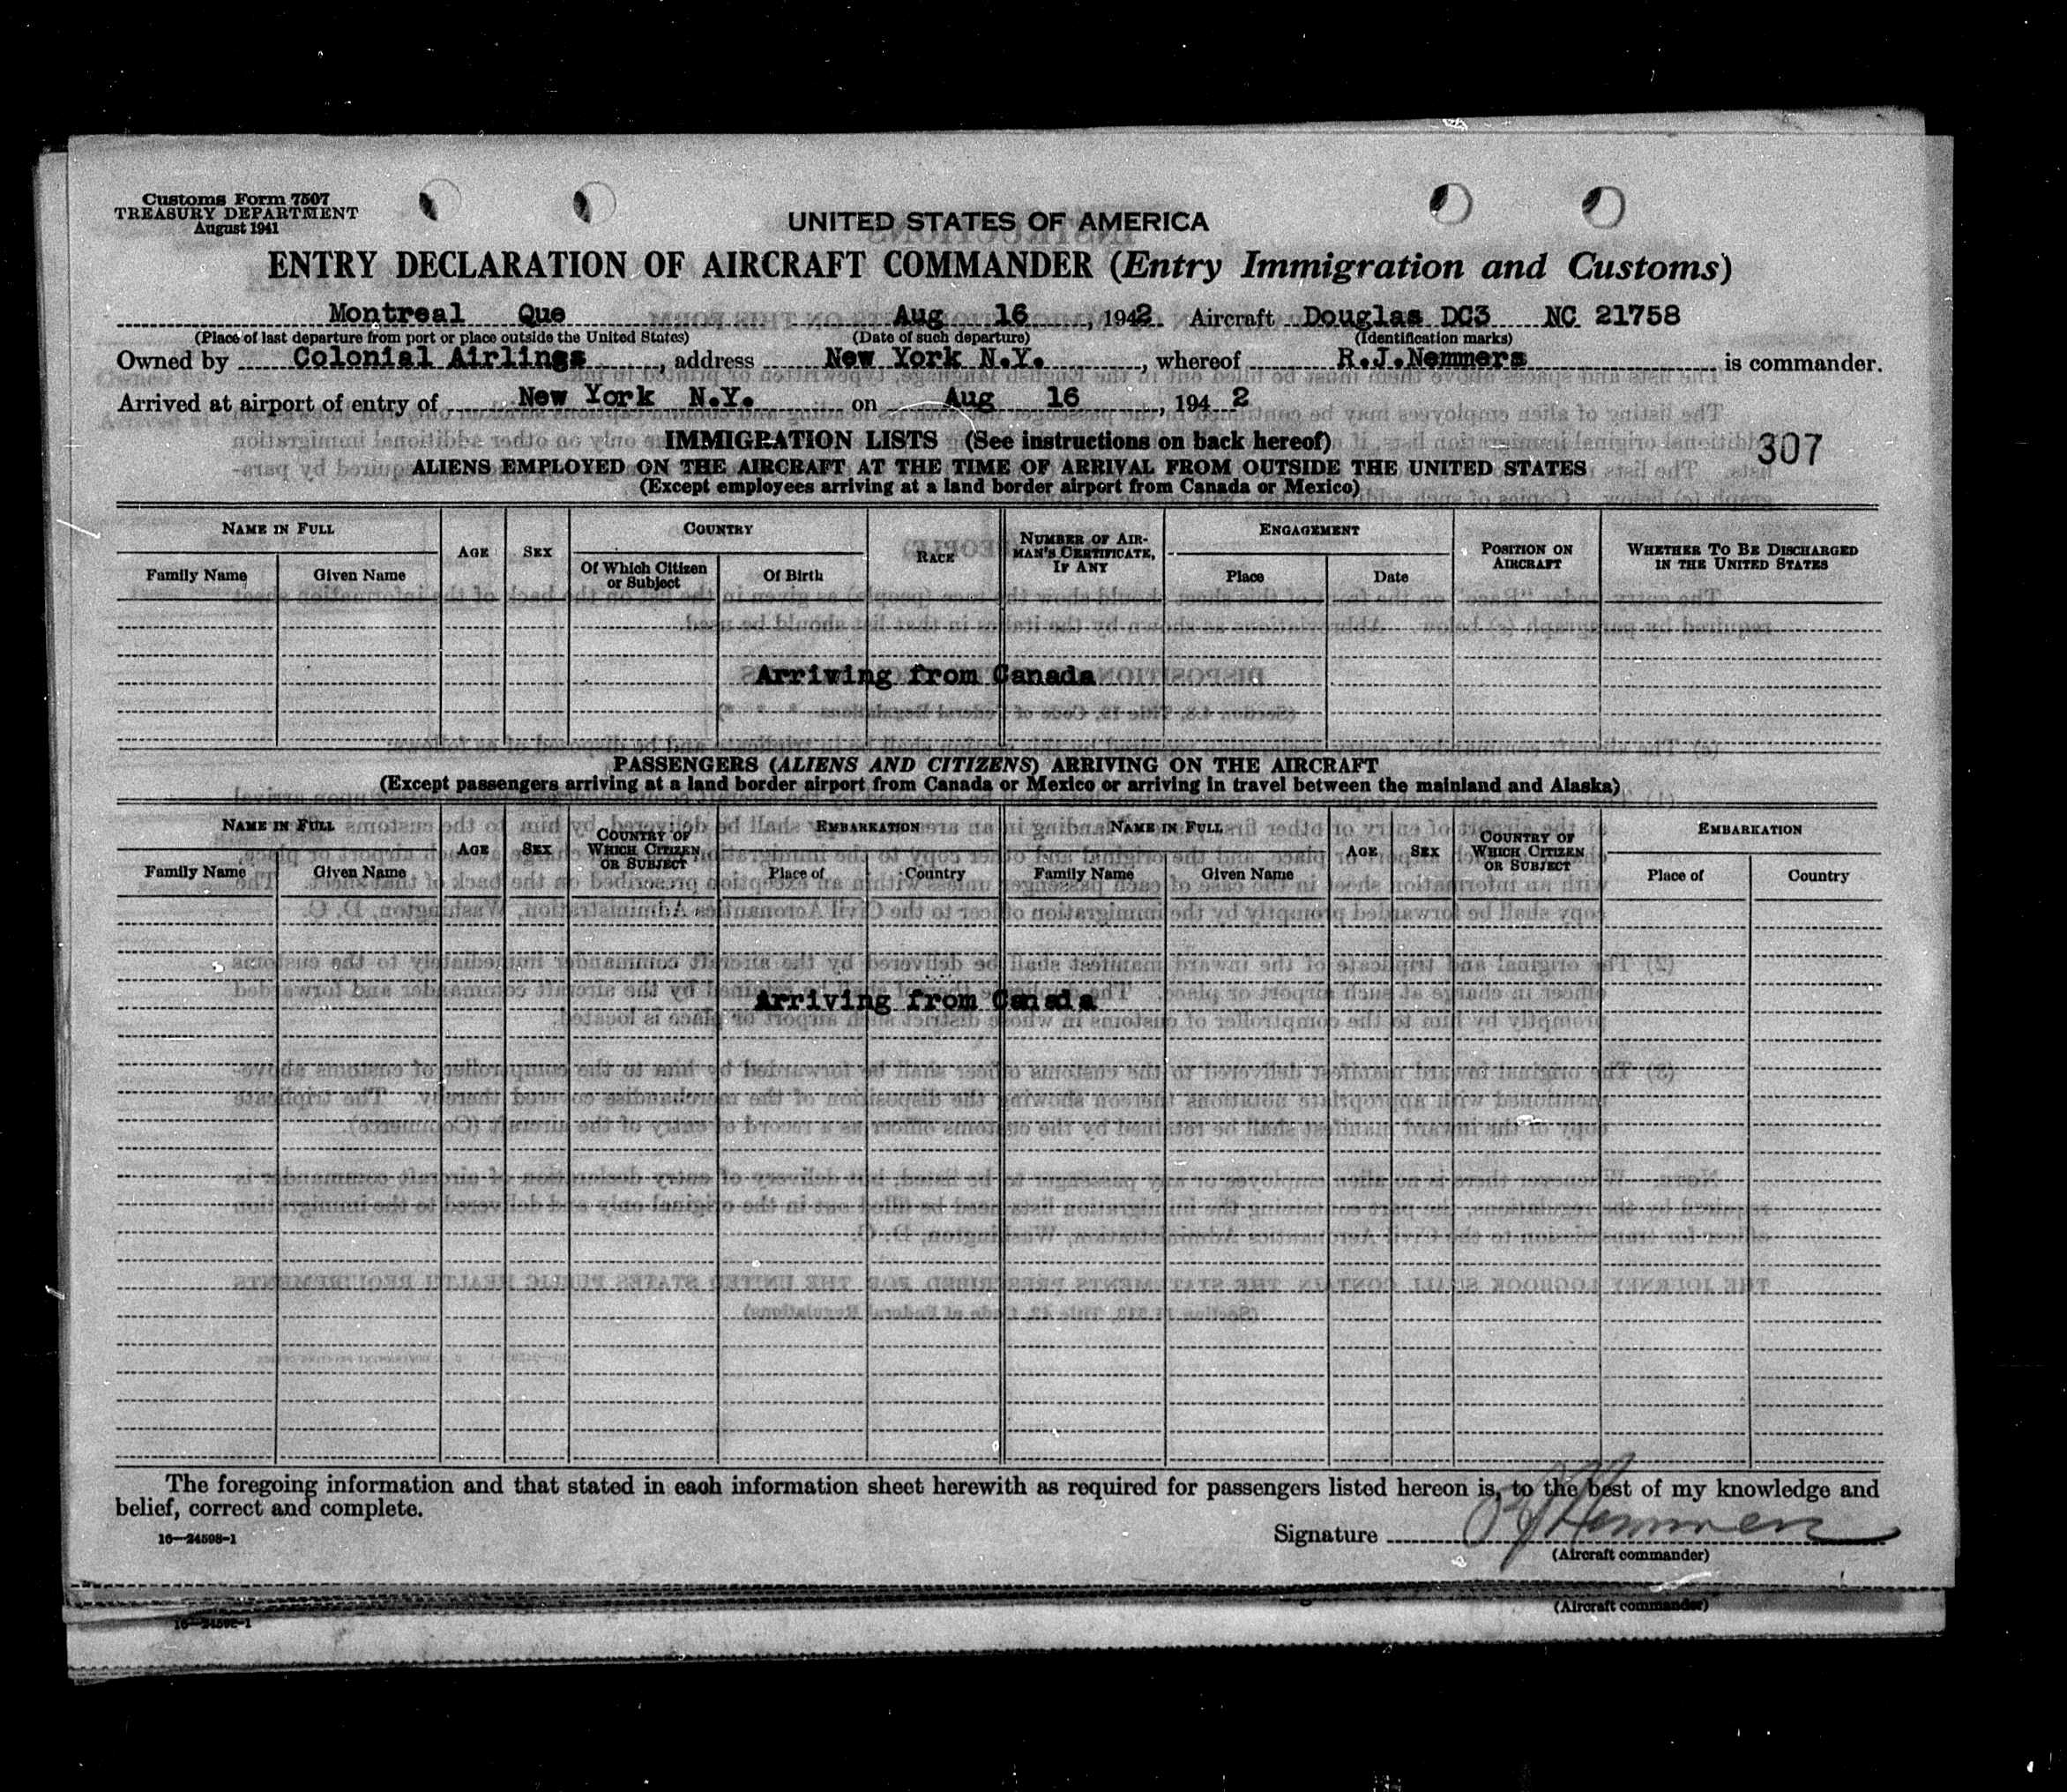 Customs Form 7507
TREASURY DEPARTMENT
August 1941
UNITED STATES OF AMERICA
ENTRY DECLARATION OF AIRCRAFT COMMANDER (Entry Immigration and Customs)
Montreal Que Aug 16, 1942 Aircraft Douglas DC3 NC 21758
(Place of last departure from port or place outside the United States) (Date of such departure) (Identification marks)
Owned by Colonial Airlings, address New York N.Y., whereof R.J.Nemmers is commander.
Arrived at airport of entry of New York N.Y. on Aug 16, 194 2
IMMIGRATION LISTS (See instructions on back hereof)
307
ALIENS EMPLOYED ON THE AIRCRAFT AT THE TIME OF ARRIVAL FROM OUTSIDE THE UNITED STATES
(Except employees arriving at a land border airport from Canada or Mexico)
NAME IN FULL AGE SEX COUNTRY RACE NUMBER OF AIRMAN'S CERTIFICATE, IF ANY ENGAGEMENT POSITION ON AIRCRAFT WHETHER TO BE DISCHARGED IN THE UNITED STATES
Family Name Given Name Of Which Citizen or Subject Of Birth Place Date
Arriving from Canada
PASSENGERS (ALIENS AND CITIZENS) ARRIVING ON THE AIRCRAFT
(Except passengers arriving at a land border airport from Canada or Mexico or arriving in travel between the mainland and Alaska)
NAME IN FULL AGE SEX COUNTRY OF WHICH CITIZEN OR SUBJECT EMBARKATION NAME IN FULL AGE SEX COUNTRY OF WHICH CITIZEN OR SUBJECT EMBARKATION
Family Name Given Name Place of Country Family Name Given Name Place of Country
Arriving from Canada
The foregoing information and that stated in each information sheet herewith as required for passengers listed hereon is, to the best of my knowledge and
belief, correct and complete.
16—24598-1
Signature RJNemmers
(Aircraft commander)
(Aircraft commander)
16—24598-1